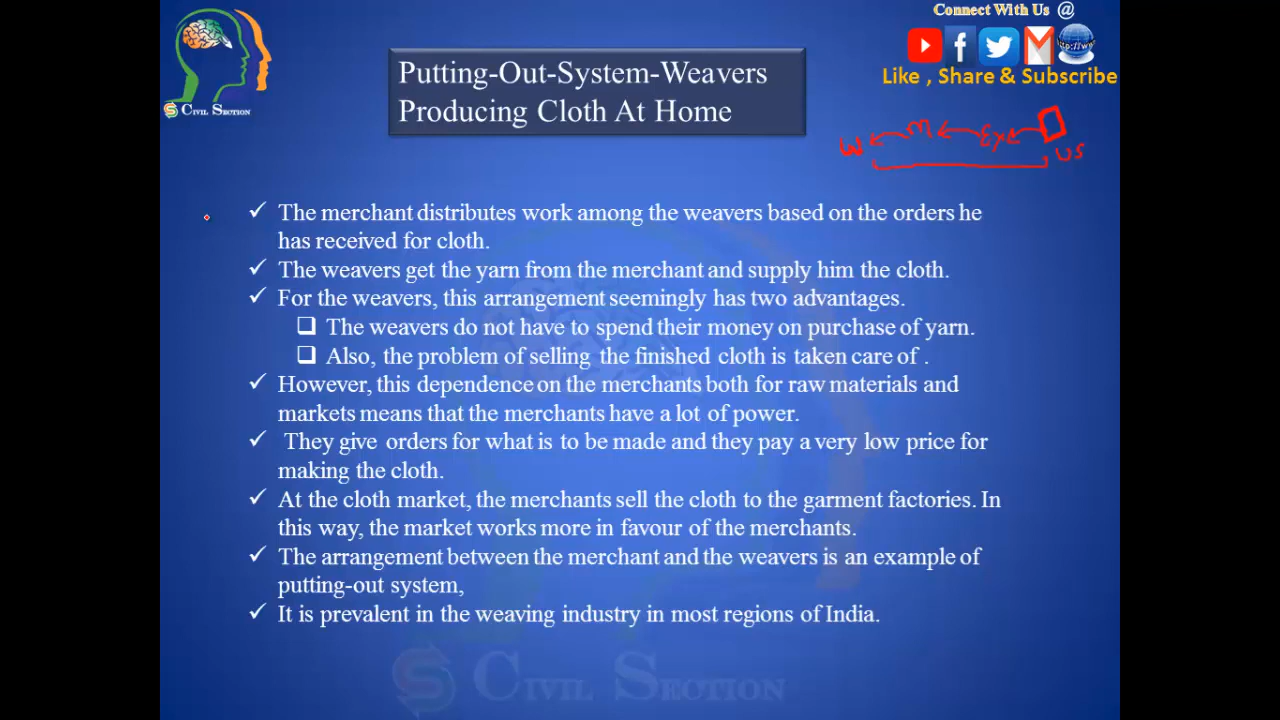 Connect With Us @
http://ww
Like , Share & Subscribe
S CIVIL SECTION
Putting-Out-System-Weavers
Producing Cloth At Home
W M Ex
US
The merchant distributes work among the weavers based on the orders he
has received for cloth.
The weavers get the yarn from the merchant and supply him the cloth.
For the weavers, this arrangement seemingly has two advantages.
The weavers do not have to spend their money on purchase of yarn.
Also, the problem of selling the finished cloth is taken care of .
However, this dependence on the merchants both for raw materials and
markets means that the merchants have a lot of power.
They give orders for what is to be made and they pay a very low price for
making the cloth.
At the cloth market, the merchants sell the cloth to the garment factories. In
this way, the market works more in favour of the merchants.
The arrangement between the merchant and the weavers is an example of
putting-out system,
It is prevalent in the weaving industry in most regions of India.
S CIVIL SECTION